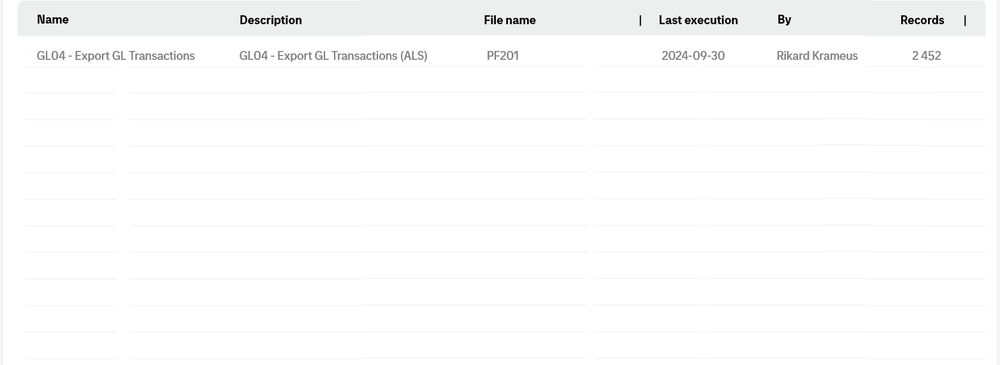 Name Description File name | Last execution By Records |
GL04 - Export GL Transactions GL04 - Export GL Transactions (ALS) PF201 2024-09-30 Rikard Krameus 2 452